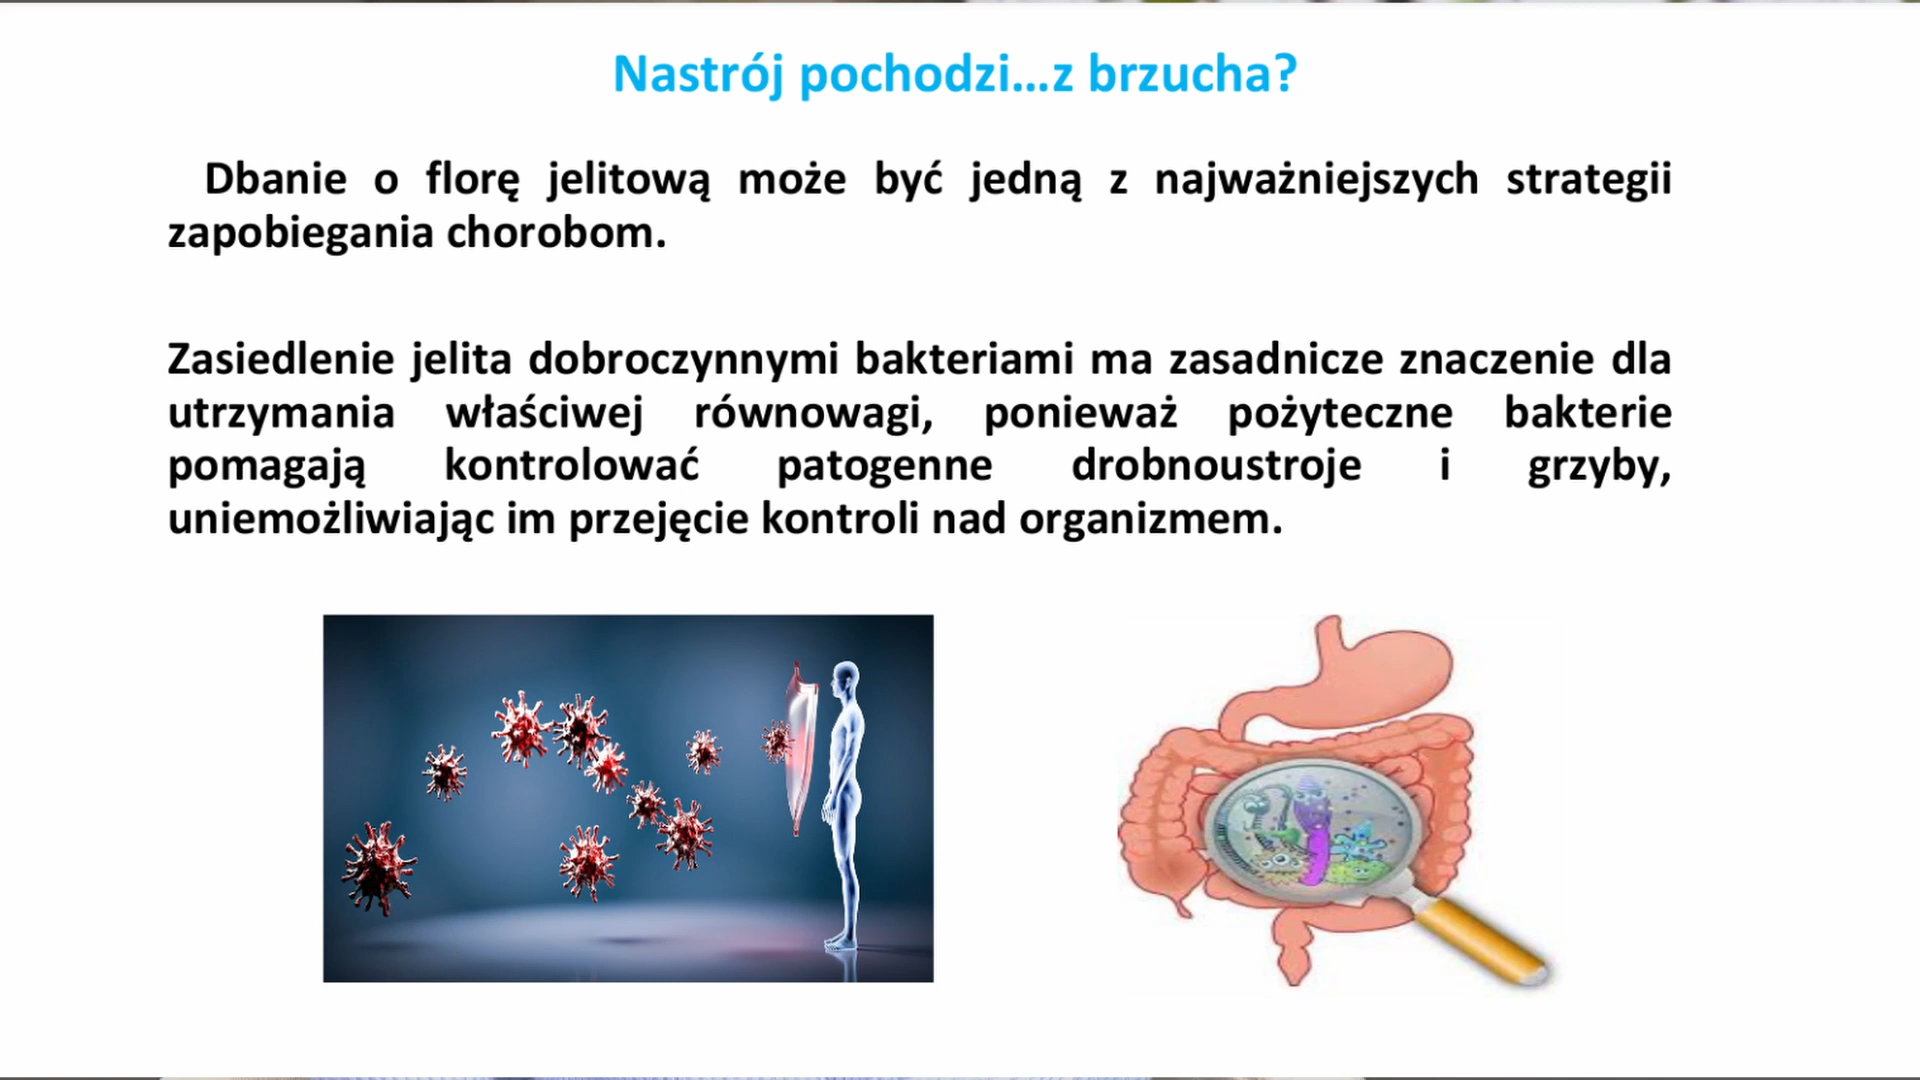 Nastrój pochodzi...z brzucha?
Dbanie o florę jelitową może być jedną z najważniejszych strategii
zapobiegania chorobom.
Zasiedlenie jelita dobroczynnymi bakteriami ma zasadnicze znaczenie dla
utrzymania właściwej równowagi, ponieważ pożyteczne bakterie
pomagają kontrolować patogenne drobnoustroje i grzyby,
uniemożliwiając im przejęcie kontroli nad organizmem.